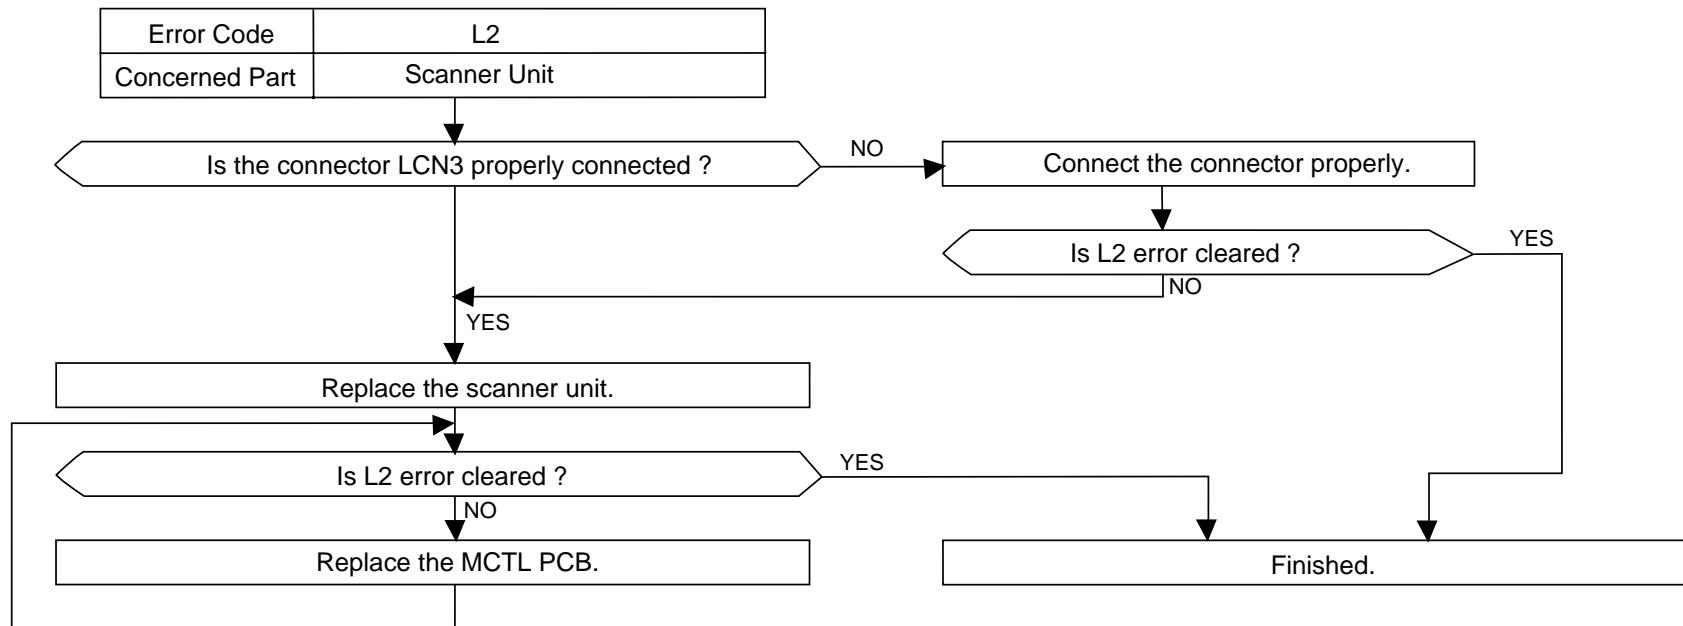 Error Code L2
Concerned Part Scanner Unit
Is the connector LCN3 properly connected ?
NO
Connect the connector properly.
Is L2 error cleared ?
YES
NO
YES
Replace the scanner unit.
Is L2 error cleared ?
YES
NO
Replace the MCTL PCB.
Finished.